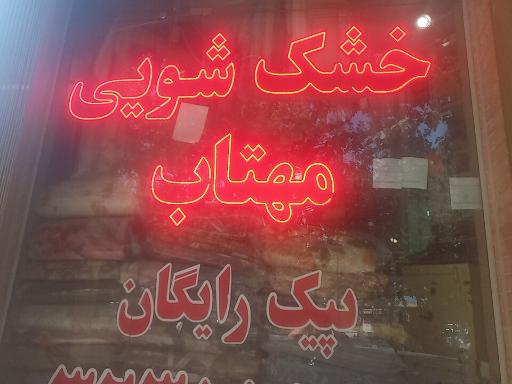 خشک شویی
مهتاب
پیک رایگان